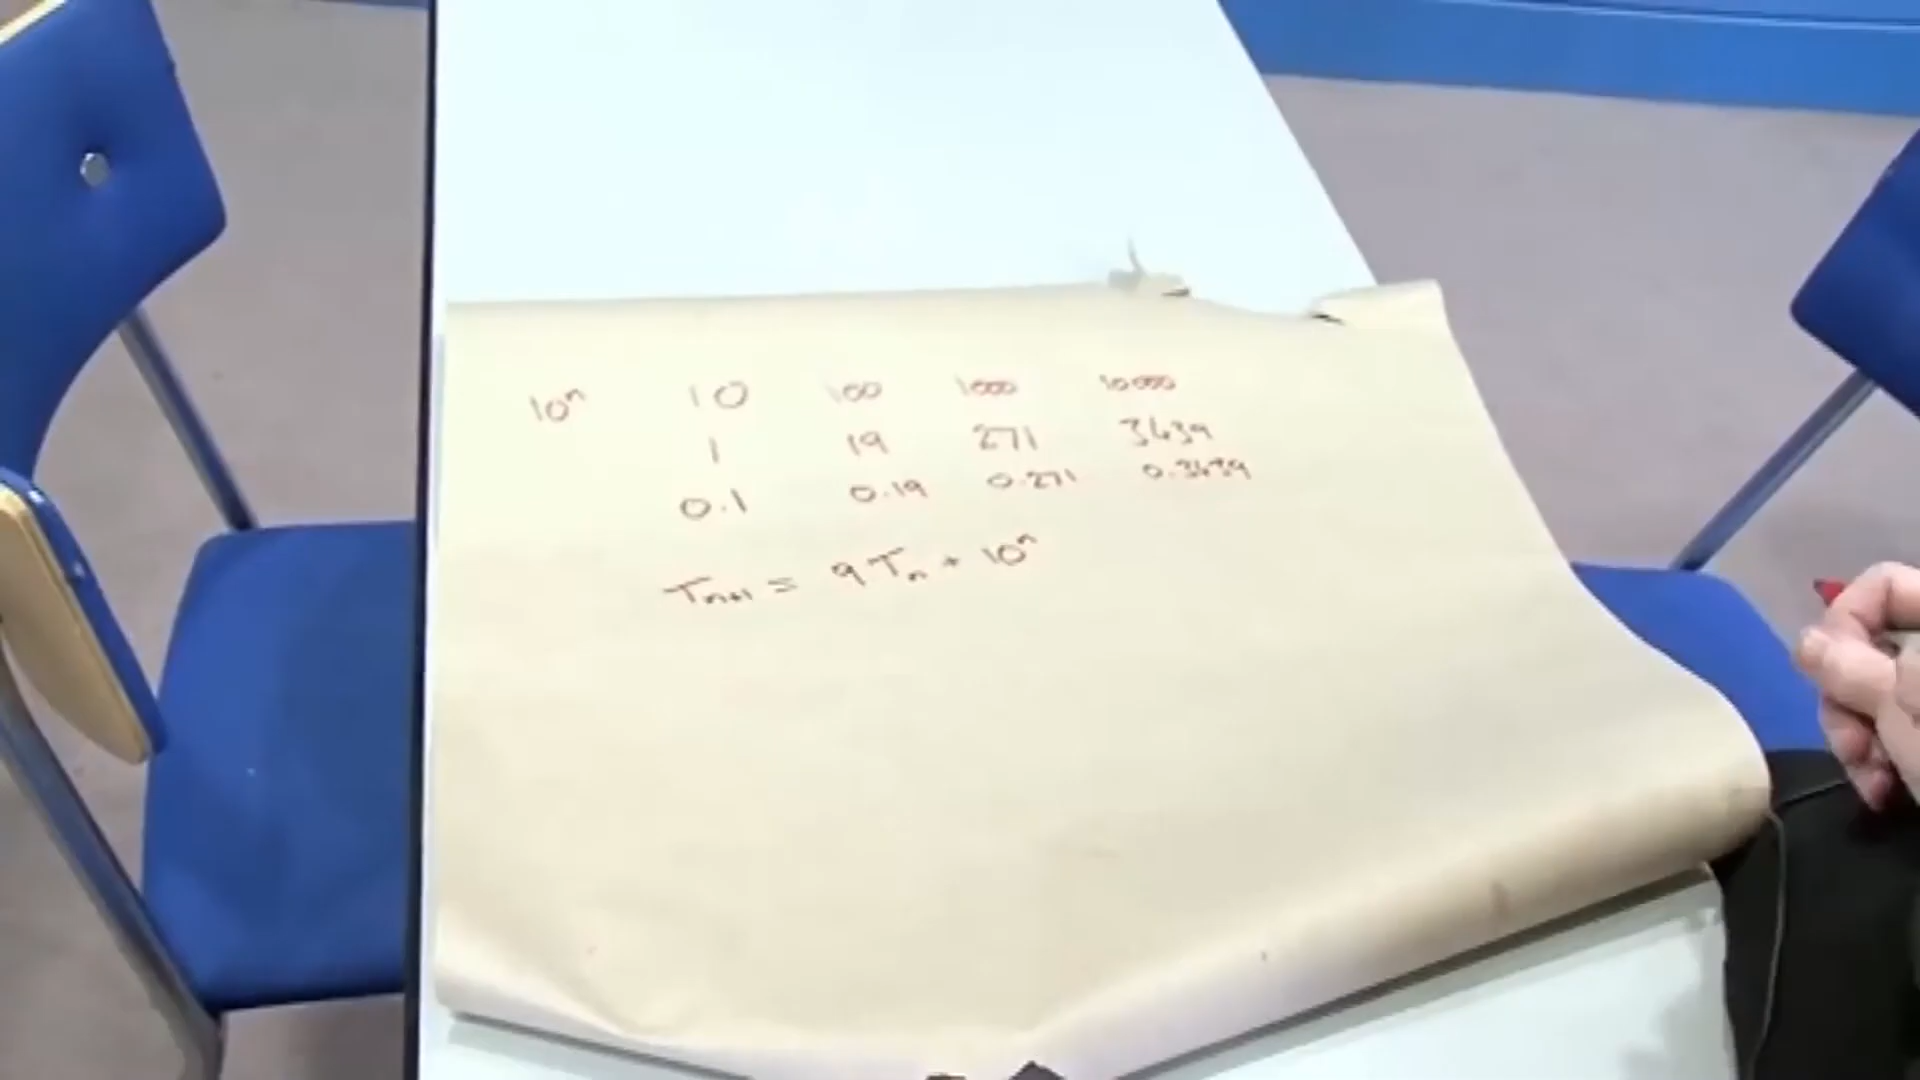 10ⁿ 10 100 1000 10000
1 19 271 3439
0.1 0.19 0.271 0.3439
Tₙ₊₁ = 9Tₙ + 10ⁿ